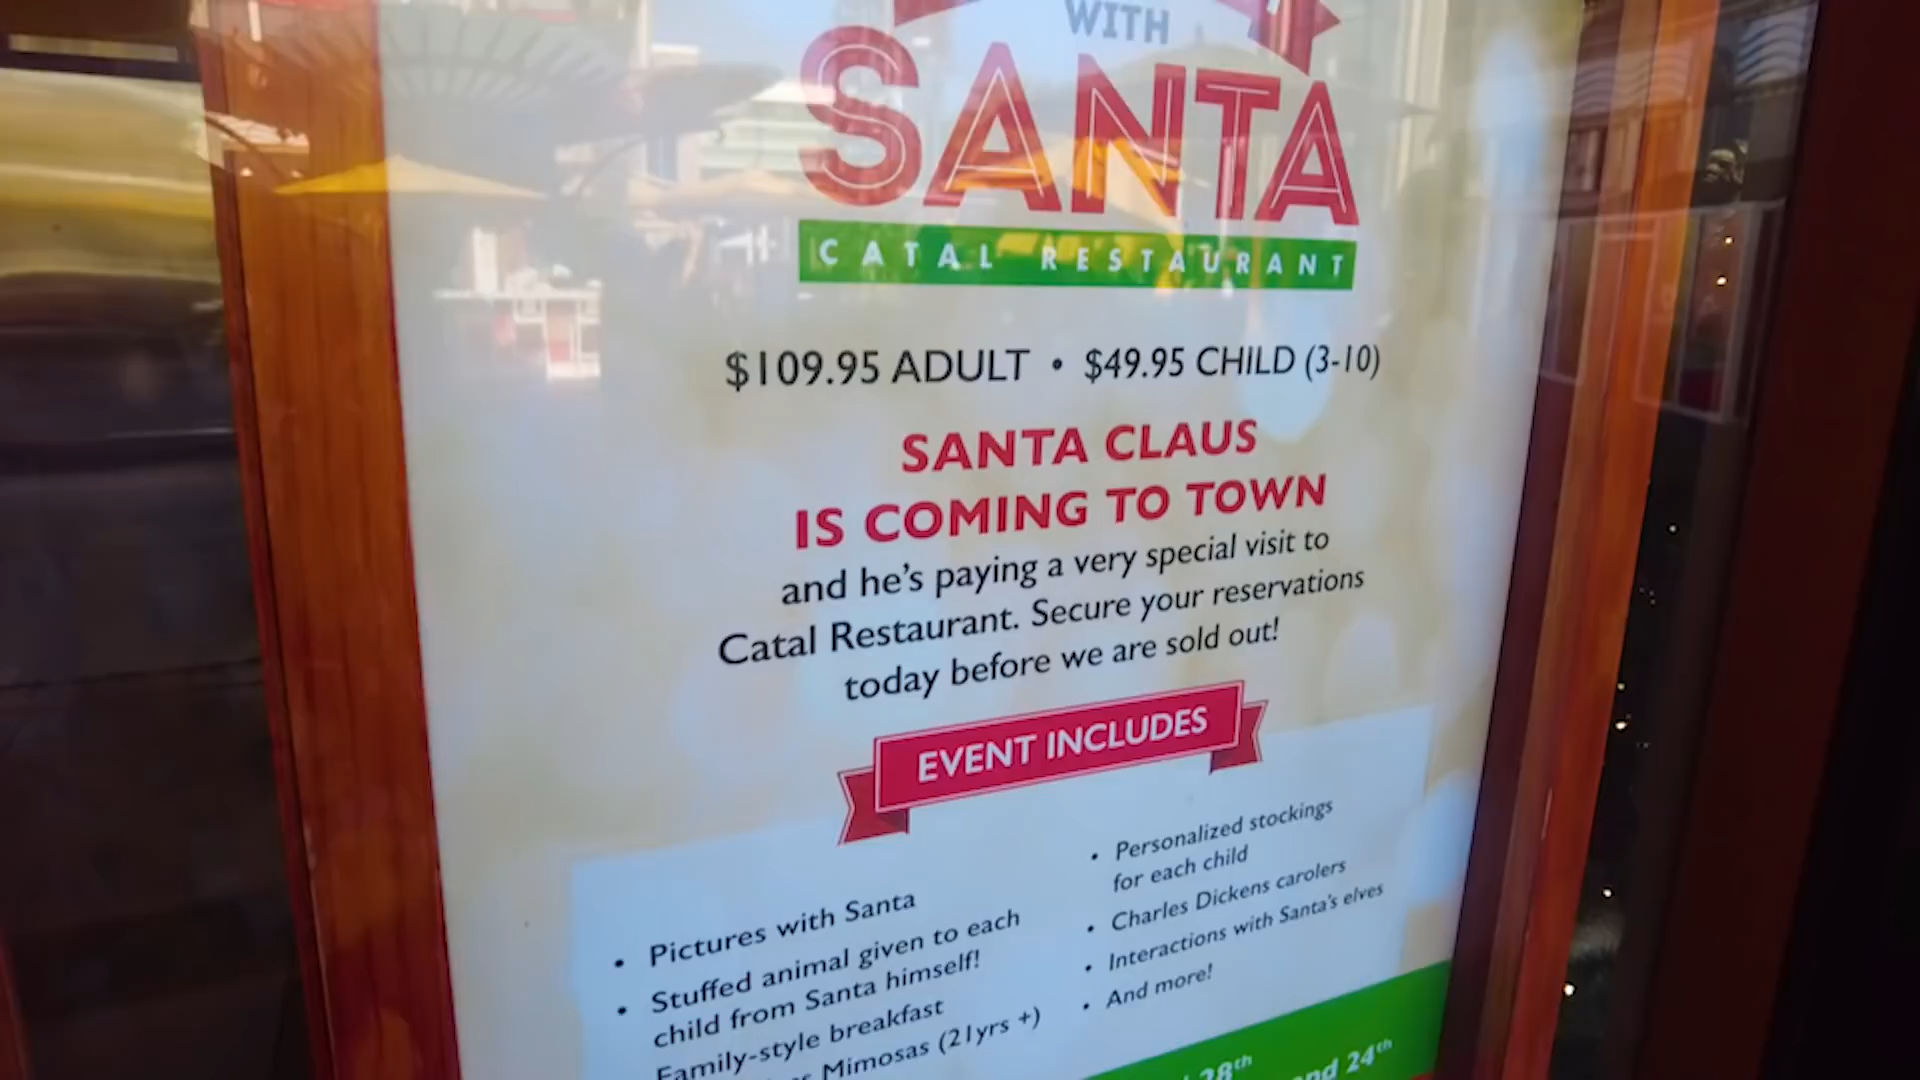 WITH
SANTA
CATAL RESTAURANT
$109.95 ADULT • $49.95 CHILD (3-10)
SANTA CLAUS
IS COMING TO TOWN
and he's paying a very special visit to
Catal Restaurant. Secure your reservations
today before we are sold out!
EVENT INCLUDES
• Pictures with Santa
• Stuffed animal given to each
child from Santa himself!
Family-style breakfast
Mimosas (21yrs +)
• Personalized stockings
for each child
• Charles Dickens carolers
• Interactions with Santa's elves
• And more!
28th
and 24th